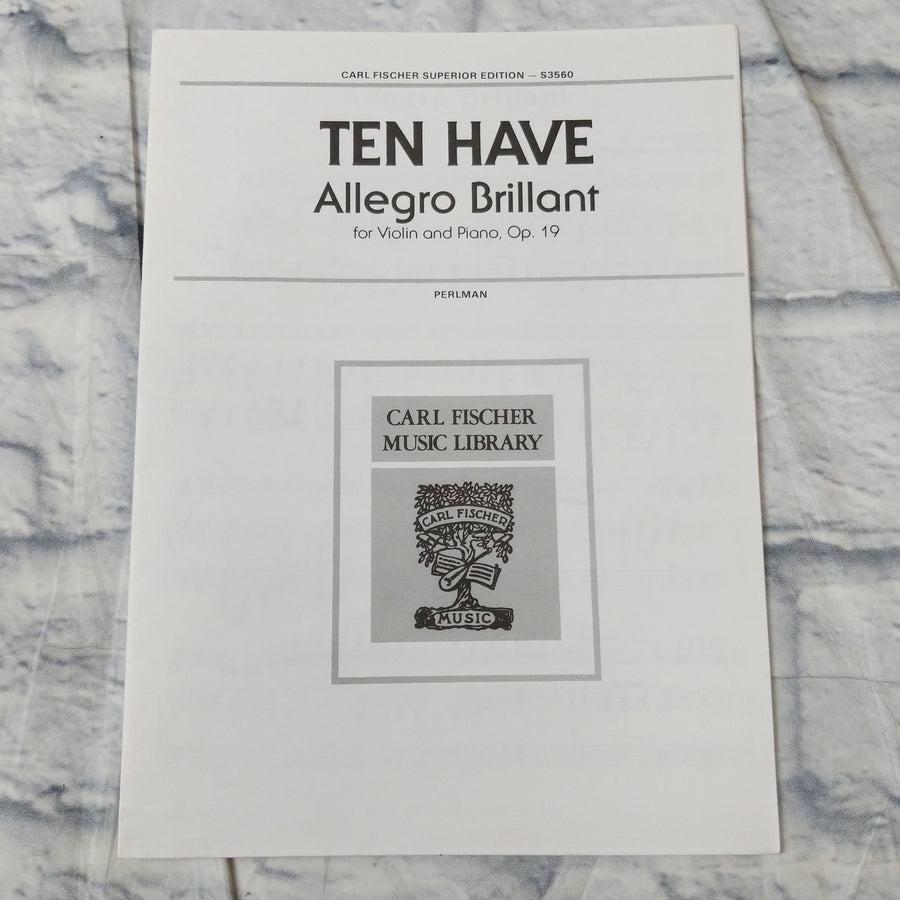 CARL FISCHER SUPERIOR EDITION — S3560
TEN HAVE
Allegro Brillant
for Violin and Piano, Op. 19
PERLMAN
CARL FISCHER
MUSIC LIBRARY
CARL FISCHER
MUSIC